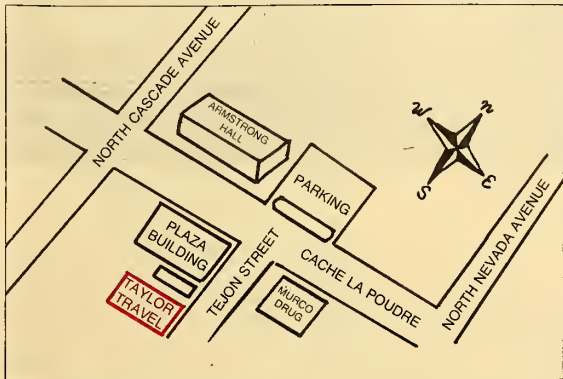 NORTH CASCADE AVENUE
ARMSTRONG
HALL
PARKING
w
n
S
E
PLAZA
BUILDING
TAYLOR
TRAVEL
TEJON STREET
CACHE LA POUDRE
MURCO
DRUG
NORTH NEVADA AVENUE